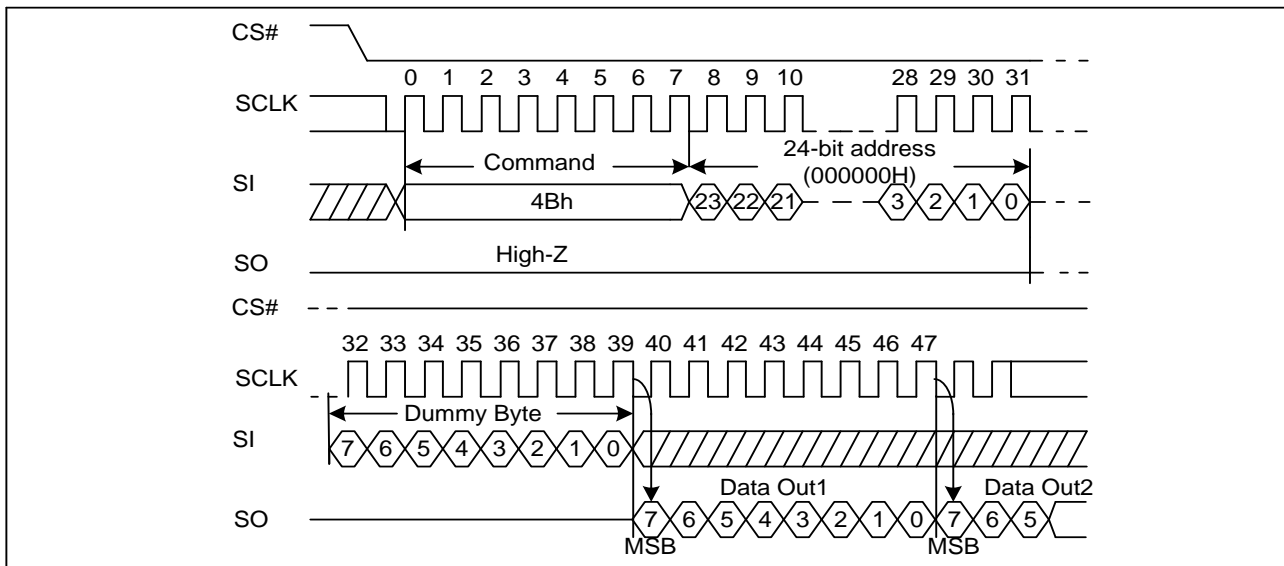 CS#
0 1 2 3 4 5 6 7 8 9 10 28 29 30 31
SCLK
Command
24-bit address
(000000H)
SI
4Bh
23 22 21 3 2 1 0
High-Z
SO
CS#
32 33 34 35 36 37 38 39 40 41 42 43 44 45 46 47
SCLK
Dummy Byte
SI
7 6 5 4 3 2 1 0
Data Out1 Data Out2
SO
7 6 5 4 3 2 1 0 7 6 5
MSB MSB